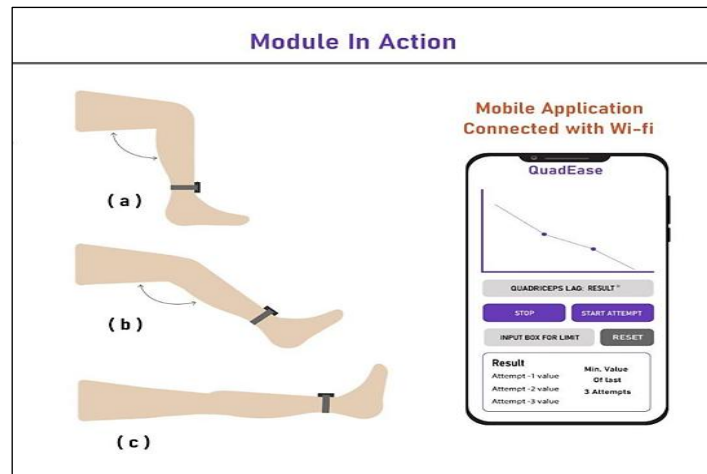 Module In Action
( a )
( b )
( c )
Mobile Application
Connected with Wi-fi
QuadEase
QUADRICEPS LAG: RESULT°
STOP
START ATTEMPT
INPUT BOX FOR LIMIT
RESET
Result
Attempt -1 value
Attempt -2 value
Attempt -3 value
Min. Value
Of last
3 Attempts